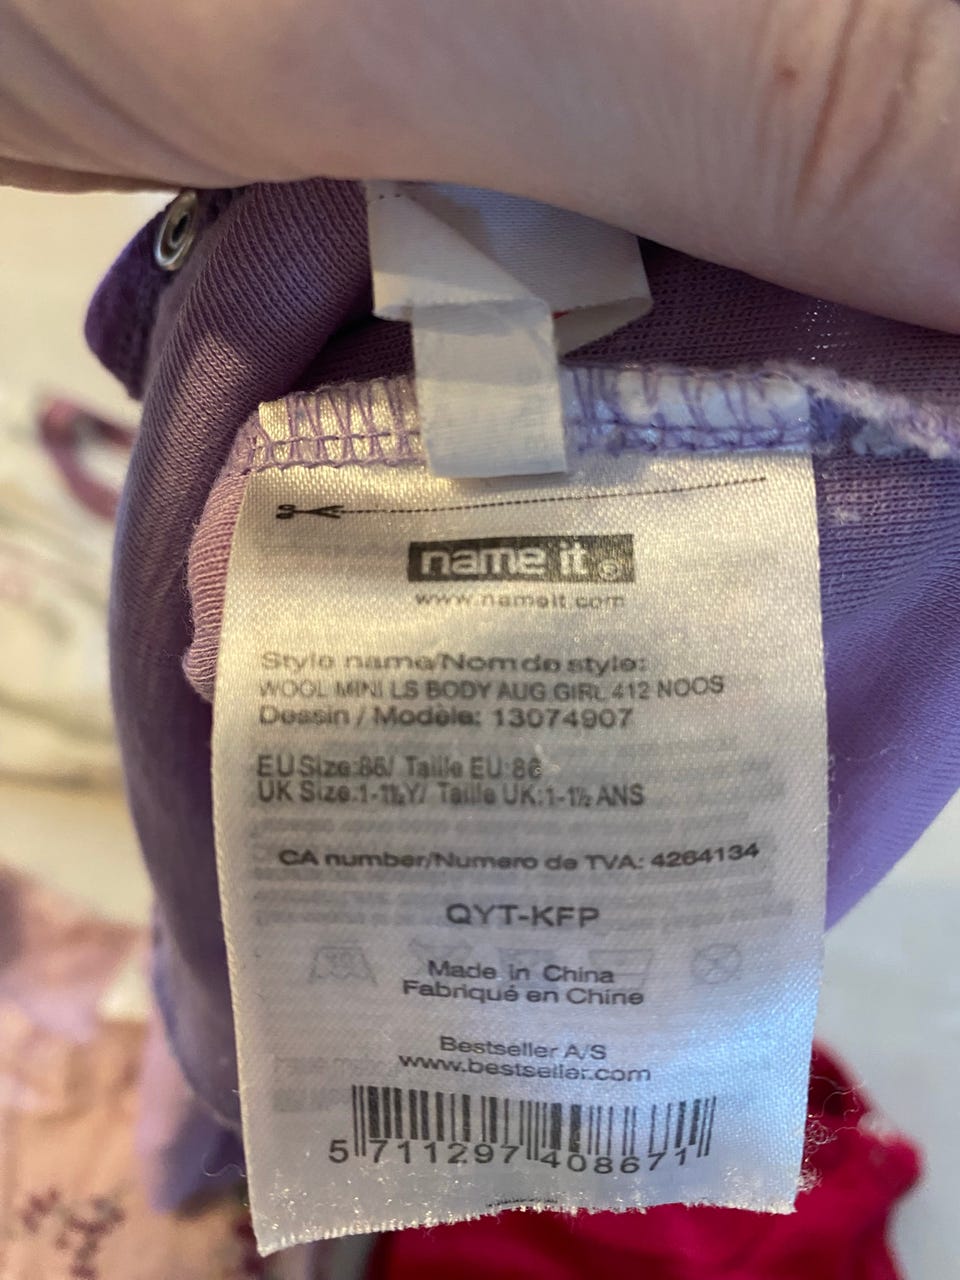 name it®
www.nameit.com
Style name/Nom de style:
WOOL MINI LS BODY AUG GIRL 412 NOOS
Dessin / Modèle: 13074907
EU Size:86/ Taille EU:86
UK Size:1-1½Y/ Taille UK:1-1½ ANS
CA number/Numero de TVA: 4264134
QYT-KFP
Made in China
Fabriqué en Chine
Bestseller A/S
www.bestseller.com
5 711297 408671